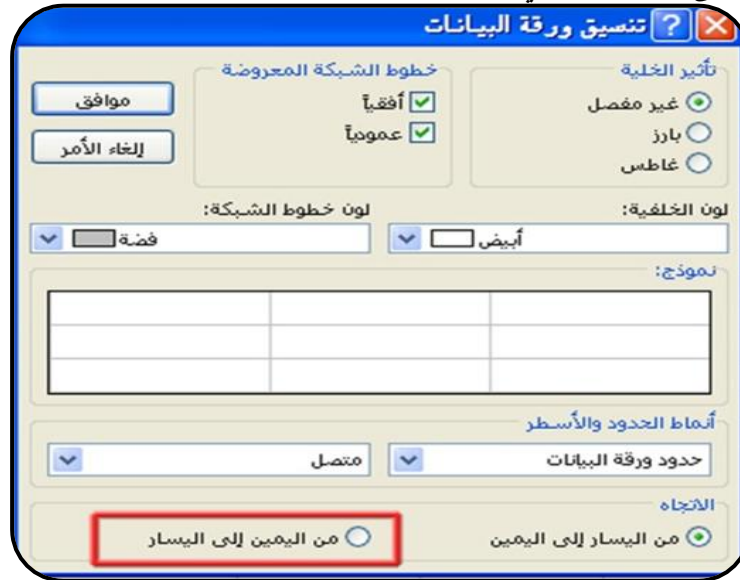 تنسيق ورقة البيانات
تأثير الخلية
غير مفصل
بارز
غاطس
خطوط الشبكة المعروضة
أفقياً
عمودياً
موافق
إلغاء الأمر
لون الخلفية:
أبيض
لون خطوط الشبكة:
فضة
نموذج:
أنماط الحدود والأسطر
حدود ورقة البيانات
متصل
الاتجاه
من اليسار إلى اليمين
من اليمين إلى اليسار